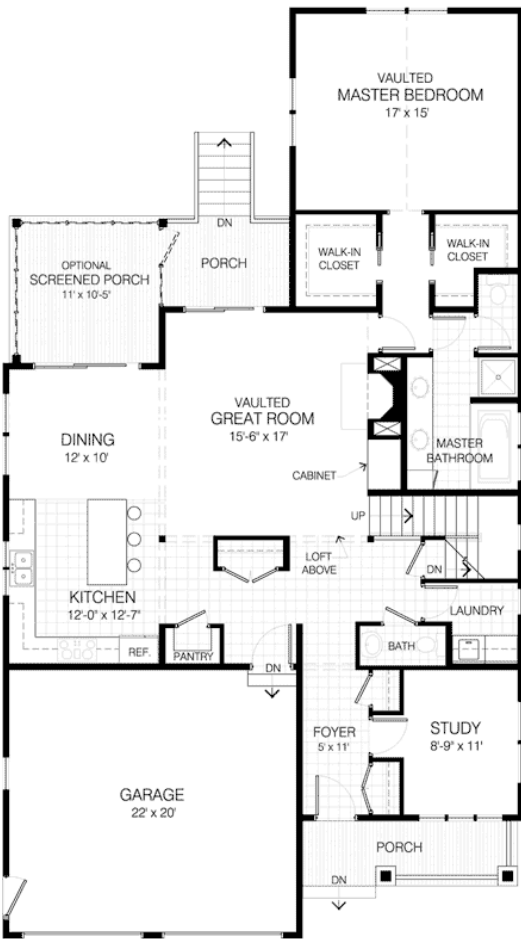 VAULTED
MASTER BEDROOM
17' x 15'
DN
WALK-IN
CLOSET
WALK-IN
CLOSET
PORCH
OPTIONAL
SCREENED PORCH
11' x 10'-5"
VAULTED
GREAT ROOM
15'-6" x 17'
DINING
12' x 10'
MASTER
BATHROOM
CABINET
UP
LOFT
ABOVE
DN
KITCHEN
12'-0" x 12'-7"
LAUNDRY
REF.
PANTRY
BATH
DN
FOYER
5' x 11'
STUDY
8'-9" x 11'
GARAGE
22' x 20'
PORCH
DN